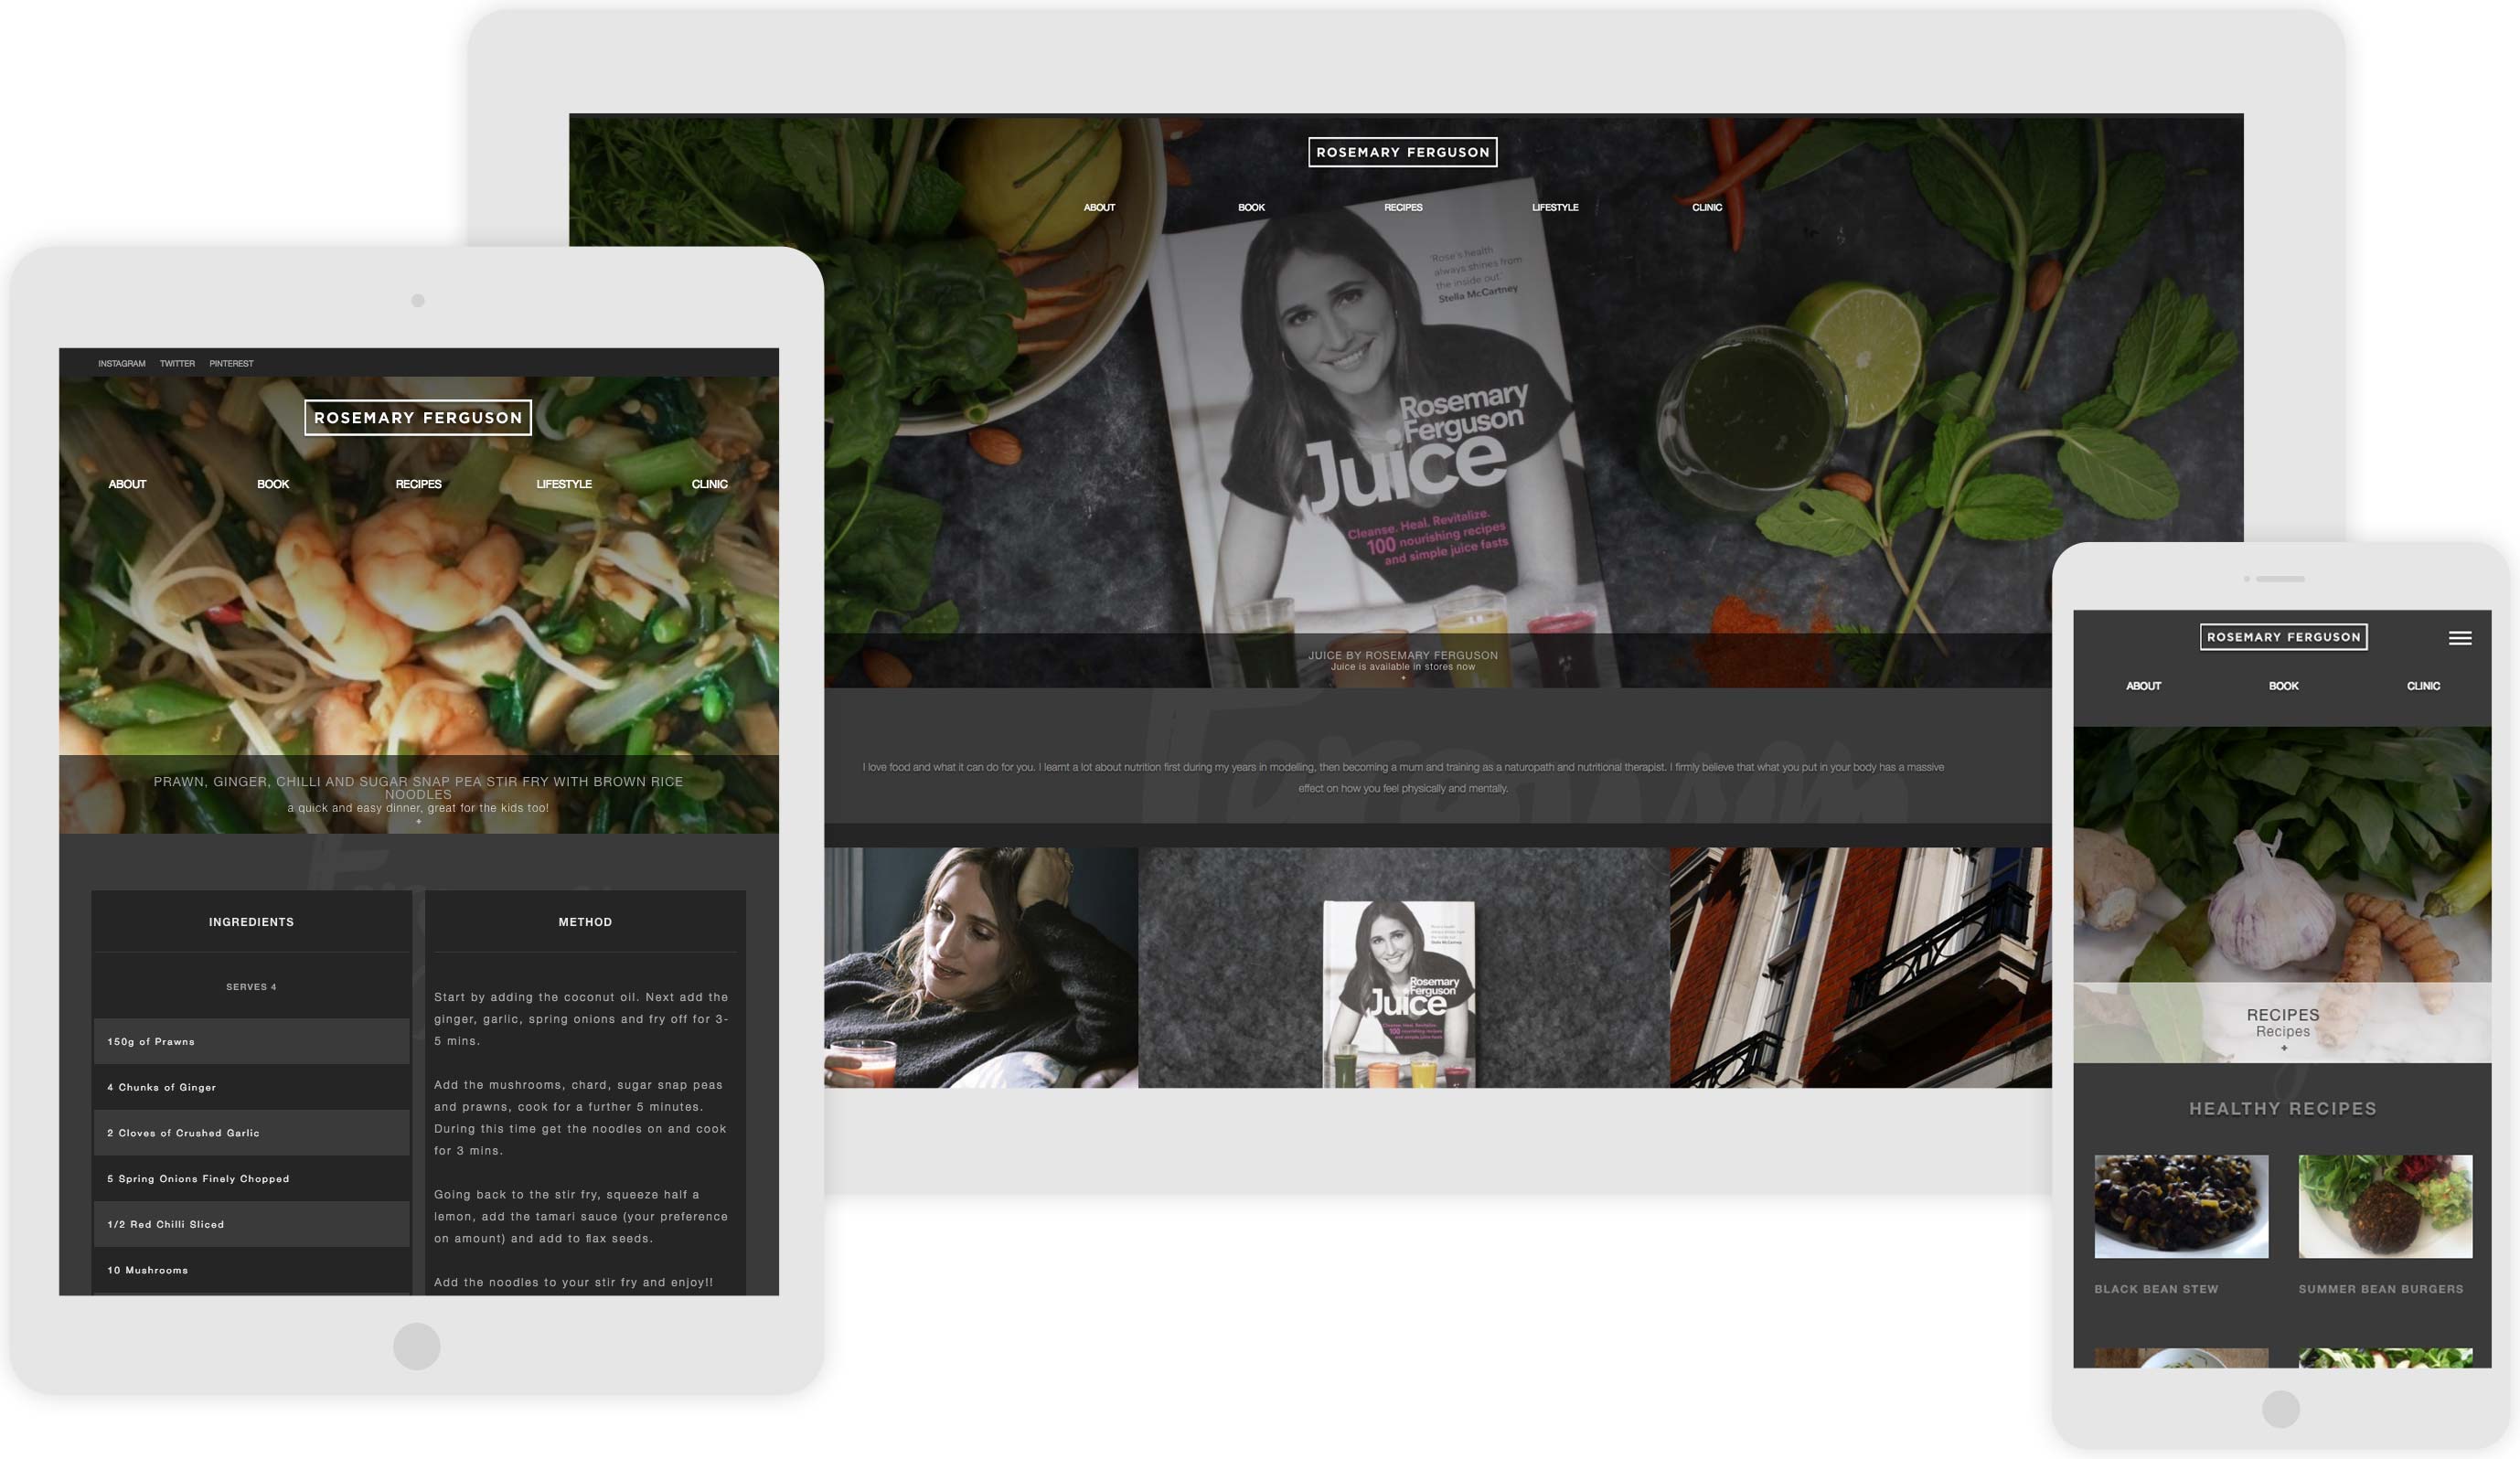 ROSEMARY FERGUSON
ABOUT BOOK RECIPES LIFESTYLE CLINIC
'Rose's health
always shines from
the inside out'
Stella McCartney
Rosemary
Ferguson
Juice
Cleanse. Heal. Revitalize.
100 nourishing recipes
and simple juice fasts
JUICE BY ROSEMARY FERGUSON
Juice is available in stores now
+
I love food and what it can do for you. I learnt a lot about nutrition first during my years in modelling, then becoming a mum and training as a naturopath and nutritional therapist. I firmly believe that what you put in your body has a massive
effect on how you feel physically and mentally.
Rosemary
Ferguson
Juice
INSTAGRAM TWITTER PINTEREST
ROSEMARY FERGUSON
ABOUT BOOK RECIPES LIFESTYLE CLINIC
PRAWN, GINGER, CHILLI AND SUGAR SNAP PEA STIR FRY WITH BROWN RICE
NOODLES
a quick and easy dinner, great for the kids too!
+
INGREDIENTS
SERVES 4
150g of Prawns
4 Chunks of Ginger
2 Cloves of Crushed Garlic
5 Spring Onions Finely Chopped
1/2 Red Chilli Sliced
10 Mushrooms
METHOD
Start by adding the coconut oil. Next add the
ginger, garlic, spring onions and fry off for 3-
5 mins.
Add the mushrooms, chard, sugar snap peas
and prawns, cook for a further 5 minutes.
During this time get the noodles on and cook
for 3 mins.
Going back to the stir fry, squeeze half a
lemon, add the tamari sauce (your preference
on amount) and add to flax seeds.
Add the noodles to your stir fry and enjoy!!
ROSEMARY FERGUSON
ABOUT BOOK CLINIC
RECIPES
Recipes
+
HEALTHY RECIPES
BLACK BEAN STEW
SUMMER BEAN BURGERS